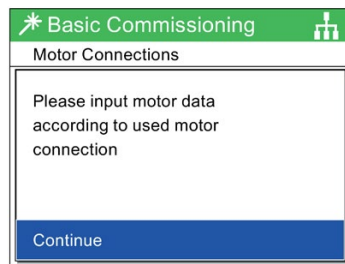 Basic Commissioning
Motor Connections
Please input motor data
according to used motor
connection
Continue